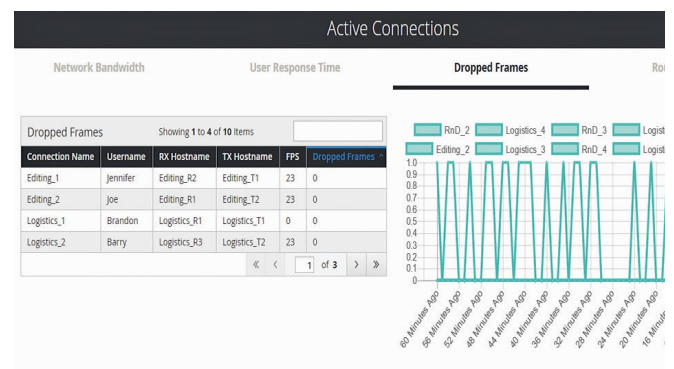 Active Connections
Network Bandwidth User Response Time Dropped Frames
Dropped Frames Showing 1 to 4 of 10 Items
Connection Name Username RX Hostname TX Hostname FPS Dropped Frames
Editing_1 Jennifer Editing_R2 Editing_T1 23 0
Editing_2 Joe Editing_R1 Editing_T2 23 0
Logistics_1 Brandon Logistics_R1 Logistics_T1 0 0
Logistics_2 Barry Logistics_R3 Logistics_T2 23 0
« ‹ 1 of 3 › »
RnD_2 Logistics_4 RnD_3 Logist
Editing_2 Logistics_3 RnD_4 Logist
1.0
0.9
0.8
0.7
0.6
0.5
0.4
0.3
0.2
0.1
0
60 Minutes Ago
56 Minutes Ago
52 Minutes Ago
48 Minutes Ago
44 Minutes Ago
40 Minutes Ago
36 Minutes Ago
32 Minutes Ago
28 Minutes Ago
24 Minutes Ago
20 Minutes Ago
16 Minutes